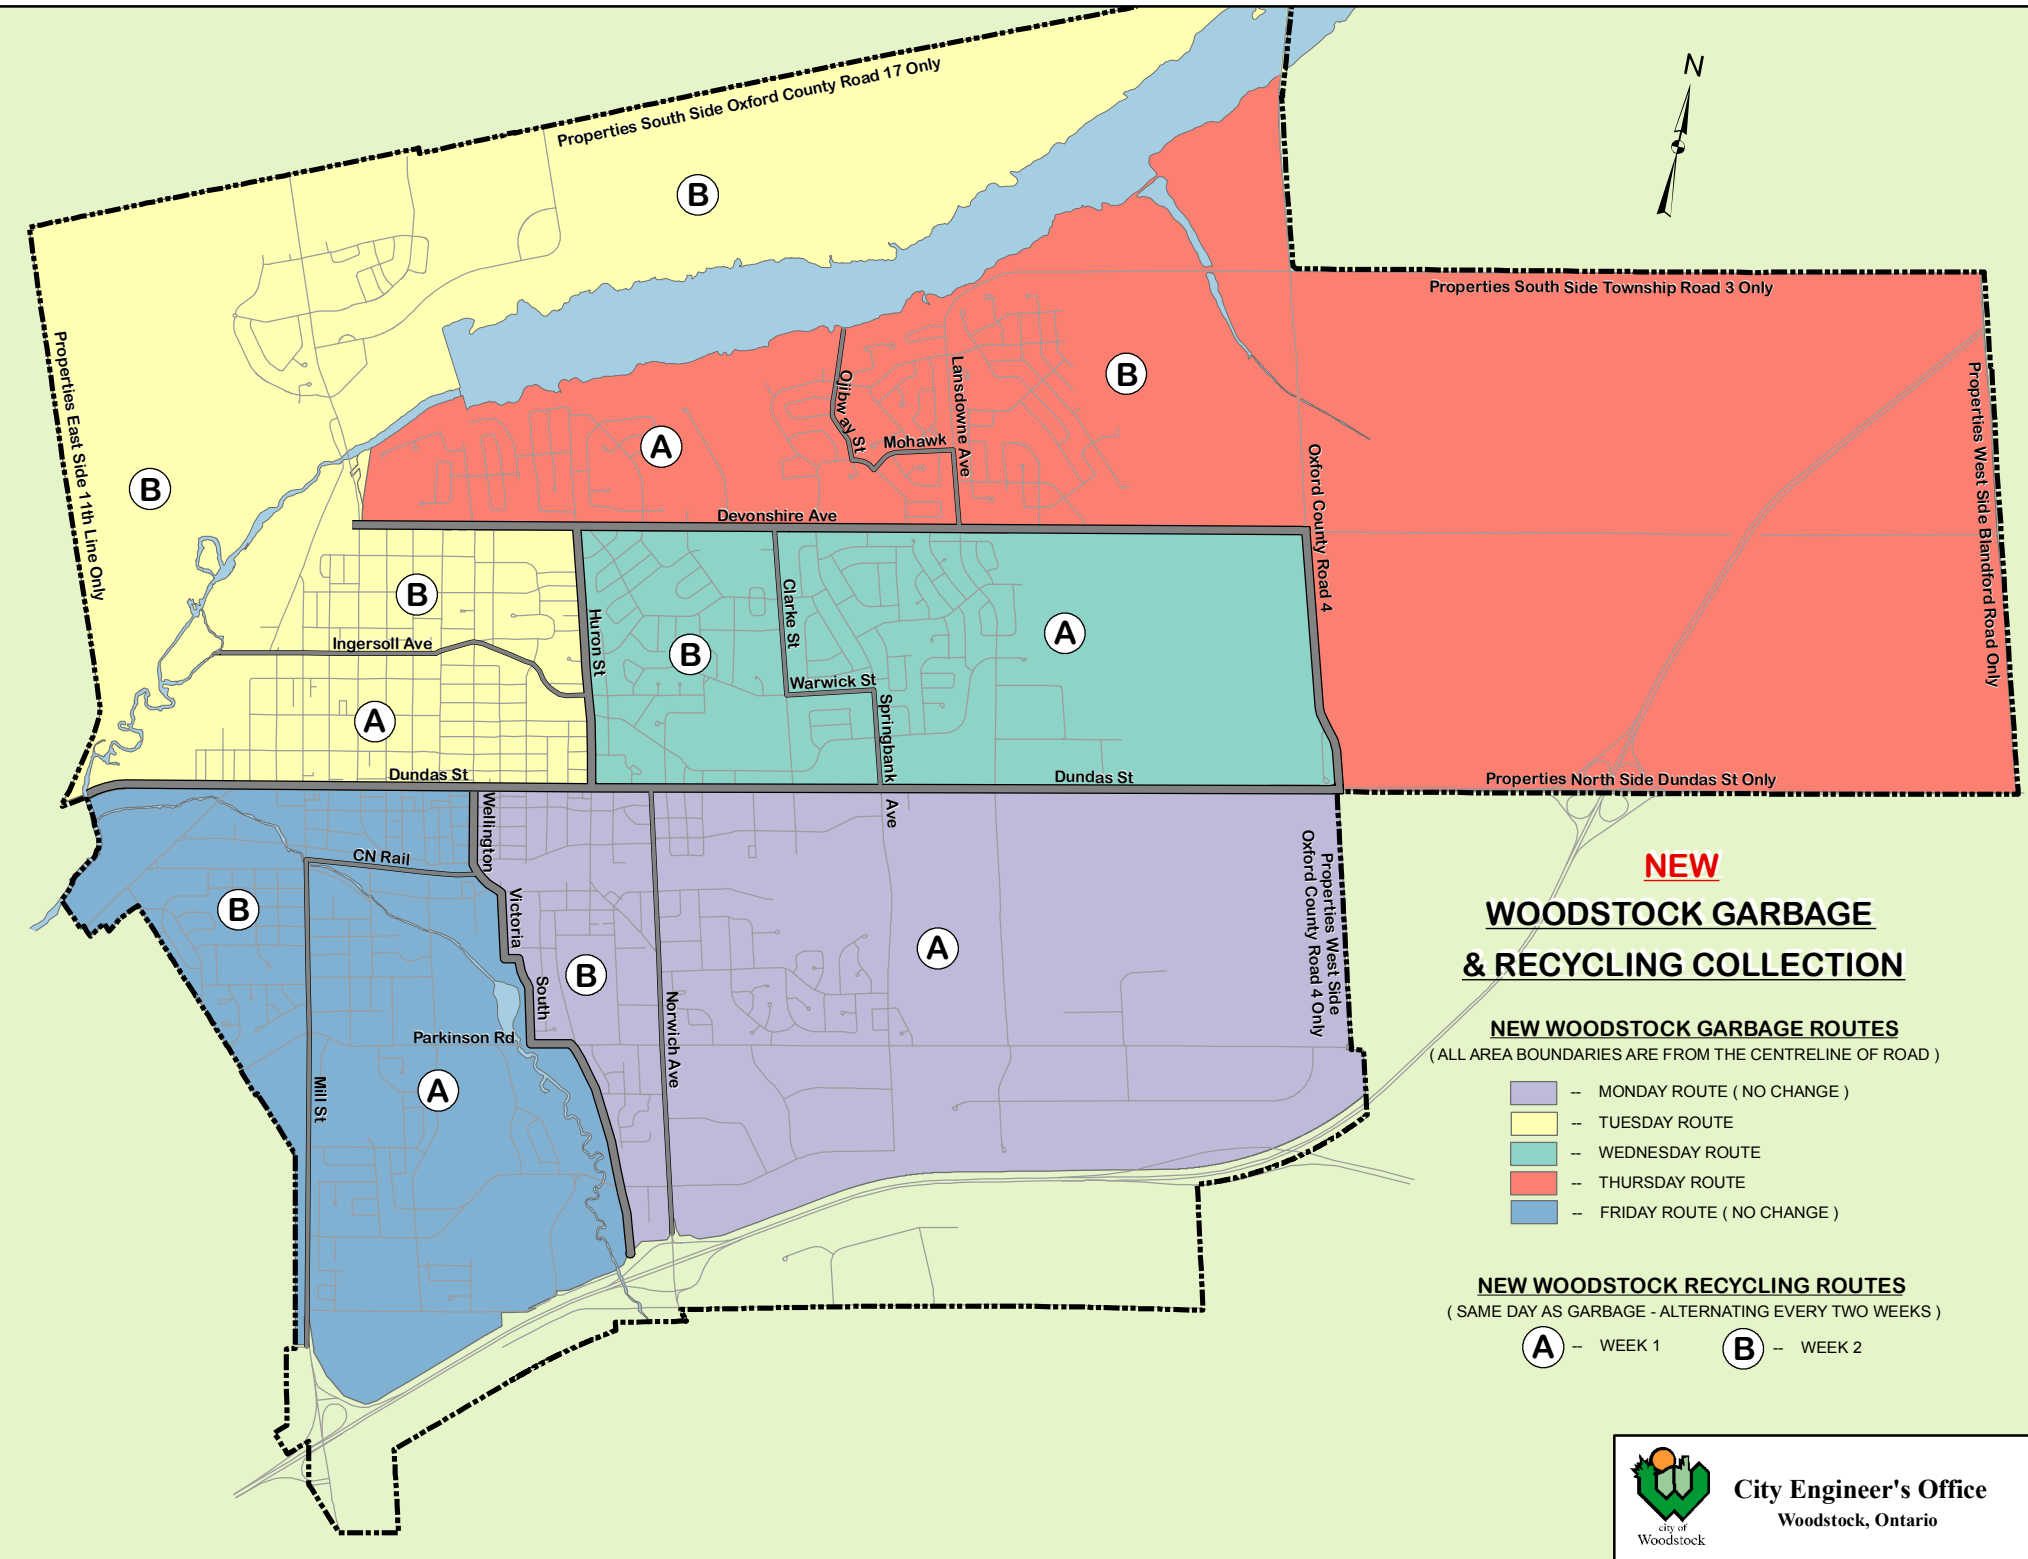 Properties South Side Oxford County Road 17 Only
N
B
Properties South Side Township Road 3 Only
Properties East Side 11th Line Only
Ojibway St
Lansdowne Ave
B
Properties West Side Blandford Road Only
Mohawk
A
Oxford County Road 4
B
Devonshire Ave
B
Huron St
Clarke St
A
Ingersoll Ave
B
Warwick St
Springbank Ave
A
Dundas St
Dundas St
Properties North Side Dundas St Only
Wellington
CN Rail
Properties West Side
Oxford County Road 4 Only
NEW
WOODSTOCK GARBAGE
& RECYCLING COLLECTION
B
Victoria
A
B
South
Norwich Ave
Parkinson Rd
Mill St
A
NEW WOODSTOCK GARBAGE ROUTES
( ALL AREA BOUNDARIES ARE FROM THE CENTRELINE OF ROAD )
-- MONDAY ROUTE ( NO CHANGE )
-- TUESDAY ROUTE
-- WEDNESDAY ROUTE
-- THURSDAY ROUTE
-- FRIDAY ROUTE ( NO CHANGE )
NEW WOODSTOCK RECYCLING ROUTES
( SAME DAY AS GARBAGE - ALTERNATING EVERY TWO WEEKS )
A -- WEEK 1 B -- WEEK 2
city of
Woodstock
City Engineer's Office
Woodstock, Ontario